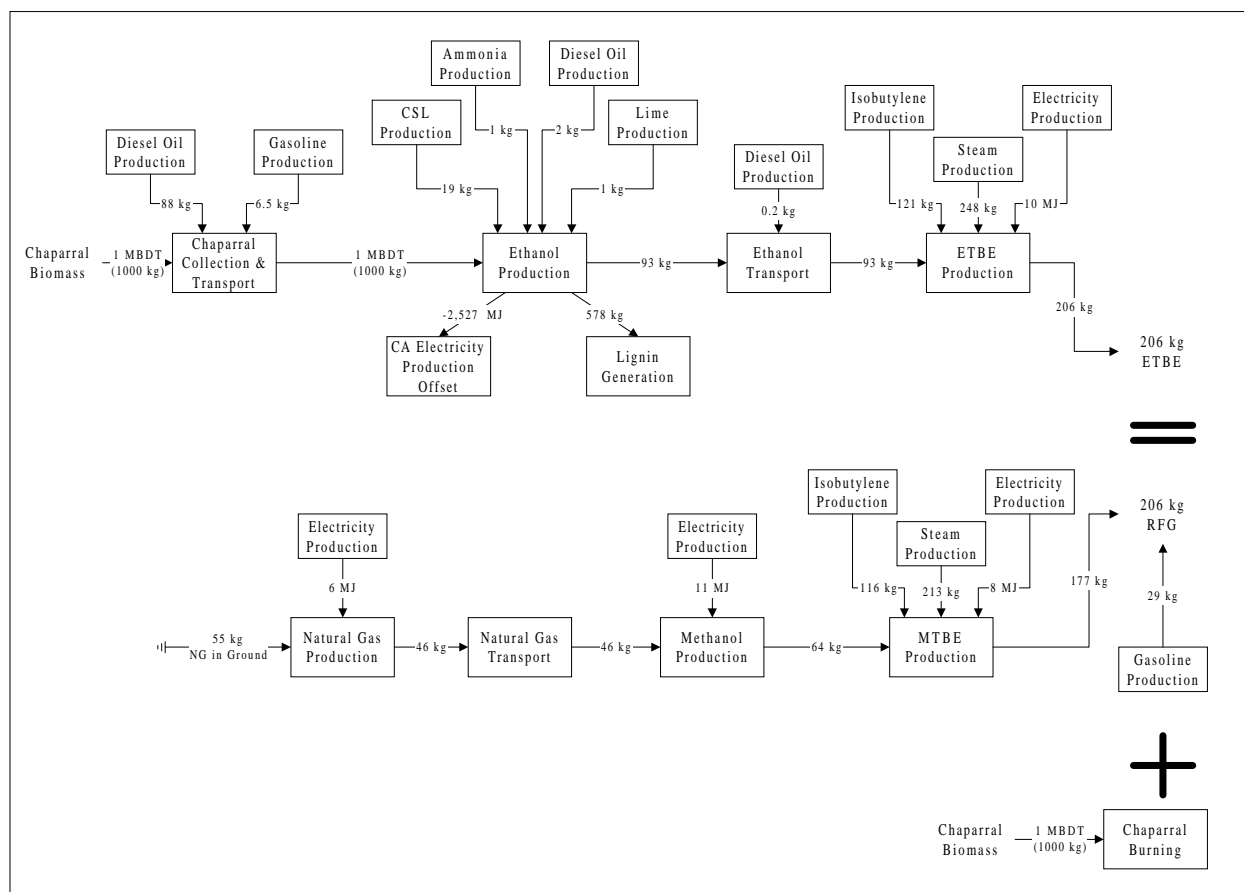 Ammonia
Production
Diesel Oil
Production
CSL
Production
Lime
Production
Isobutylene
Production
Electricity
Production
Diesel Oil
Production
Gasoline
Production
Steam
Production
Diesel Oil
Production
1 kg
2 kg
19 kg
1 kg
88 kg
6.5 kg
0.2 kg
121 kg
248 kg
10 MJ
Chaparral
Biomass
1 MBDT
(1000 kg)
Chaparral
Collection &
Transport
1 MBDT
(1000 kg)
Ethanol
Production
93 kg
Ethanol
Transport
93 kg
ETBE
Production
206 kg
-2,527 MJ
578 kg
CA Electricity
Production
Offset
Lignin
Generation
206 kg
ETBE
Isobutylene
Production
Electricity
Production
Steam
Production
Electricity
Production
Electricity
Production
206 kg
RFG
6 MJ
11 MJ
116 kg
213 kg
8 MJ
177 kg
29 kg
55 kg
NG in Ground
Natural Gas
Production
46 kg
Natural Gas
Transport
46 kg
Methanol
Production
64 kg
MTBE
Production
Gasoline
Production
Chaparral
Biomass
1 MBDT
(1000 kg)
Chaparral
Burning